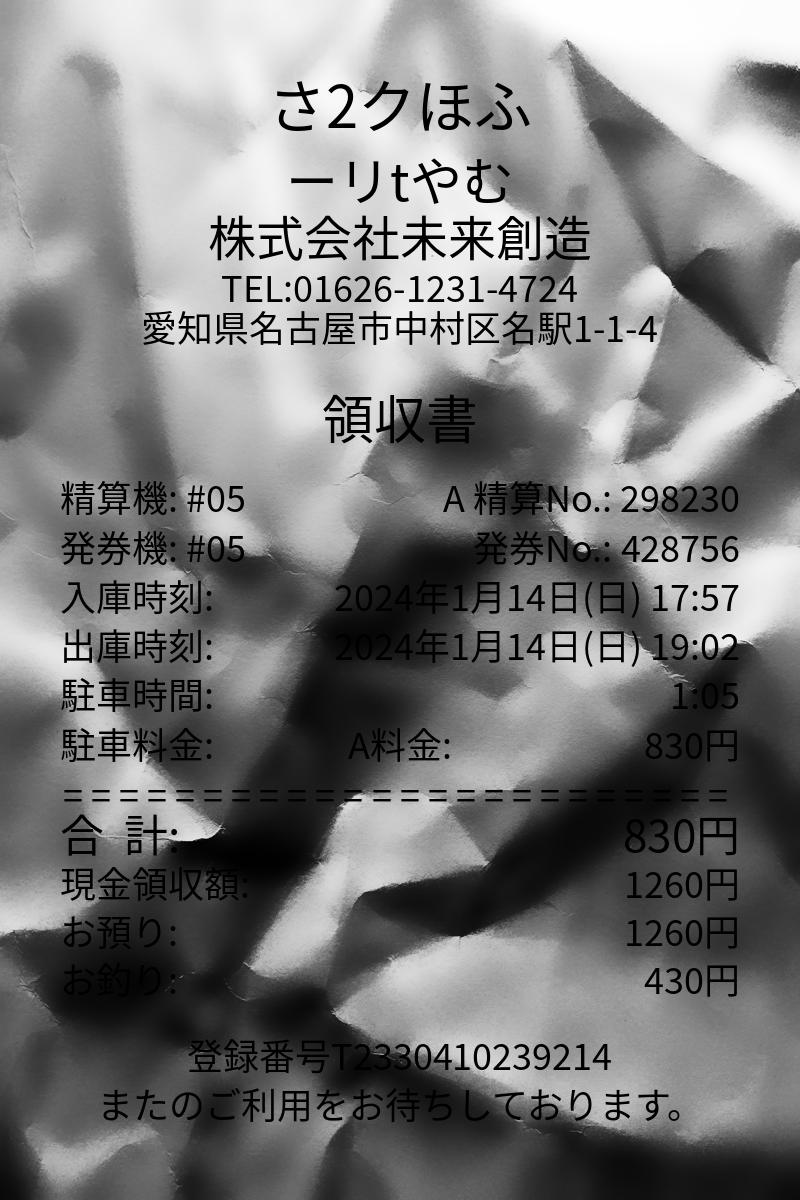 さ2クほふ
ーリtやむ
株式会社未来創造
TEL:01626-1231-4724
愛知県名古屋市中村区名駅1-1-4
領収書
精算機: #05 A 精算No.: 298230
発券機: #05 発券No.: 428756
入庫時刻: 2024年1月14日(日) 17:57
出庫時刻: 2024年1月14日(日) 19:02
駐車時間: 1:05
駐車料金: A料金: 830円
========================
合 計: 830円
現金領収額: 1260円
お預り: 1260円
お釣り: 430円
登録番号T2330410239214
またのご利用をお待ちしております。